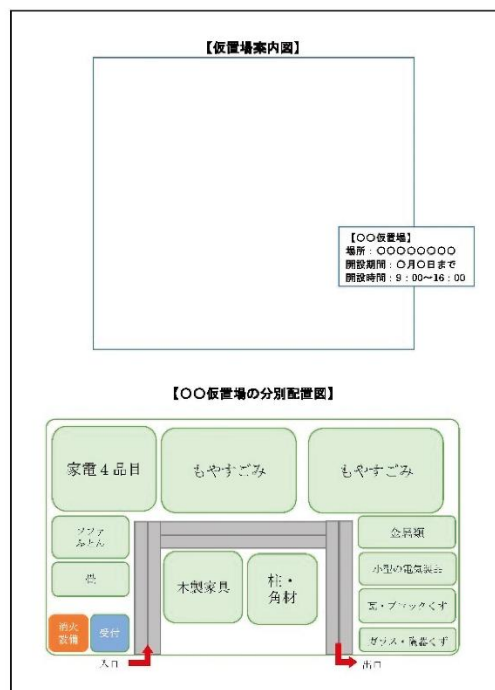 【仮置場案内図】
【〇〇仮置場】
場所：〇〇〇〇〇〇〇〇
開設期間：〇月〇日まで
開設時間：9：00～16：00
【〇〇仮置場の分別配置図】
家電４品目
もやすごみ
もやすごみ
ソファ
ふとん
畳
木製家具
柱・
角材
金属類
小型の電気製品
瓦・ブロックくず
ガラス・陶器くず
消火
設備
受付
入口
出口